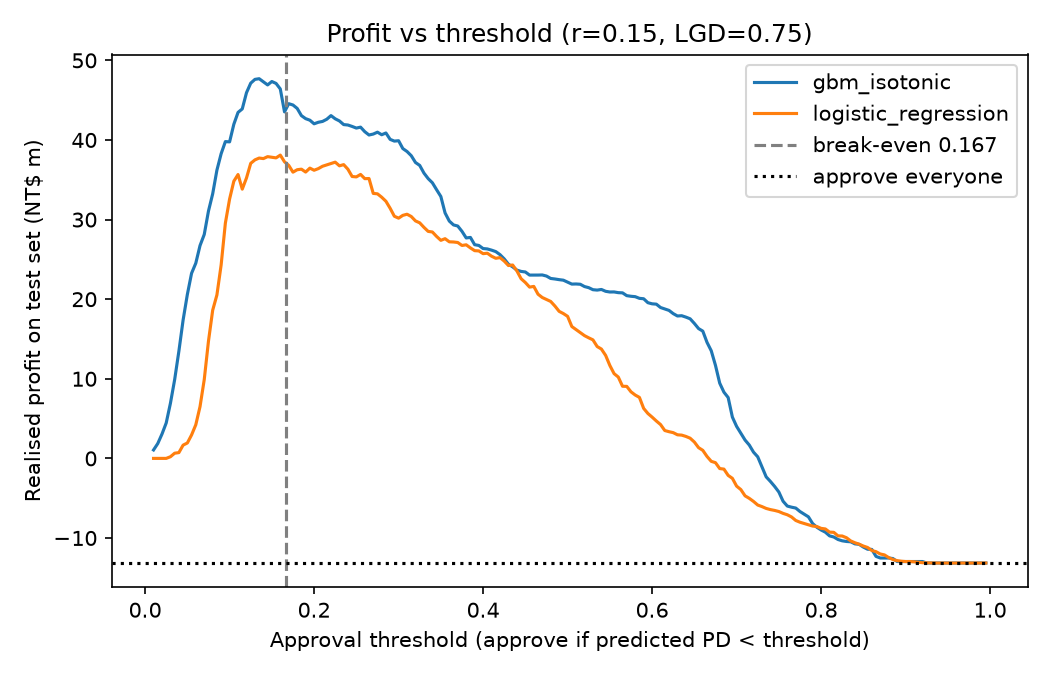 Profit vs threshold (r=0.15, LGD=0.75)
gbm_isotonic
logistic_regression
break-even 0.167
approve everyone
Realised profit on test set (NT$ m)
50
40
30
20
10
0
−10
0.0 0.2 0.4 0.6 0.8 1.0
Approval threshold (approve if predicted PD < threshold)